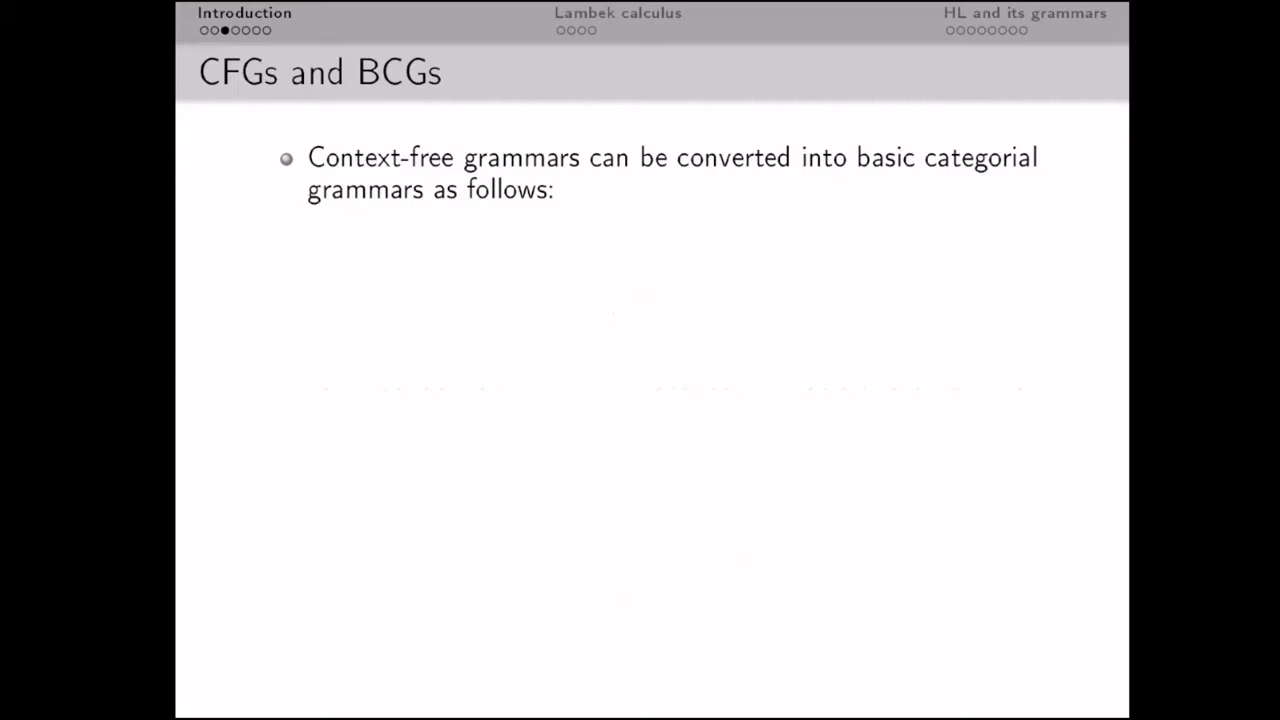 Introduction
Lambek calculus
HL and its grammars
CFGs and BCGs
Context-free grammars can be converted into basic categorial
grammars as follows: